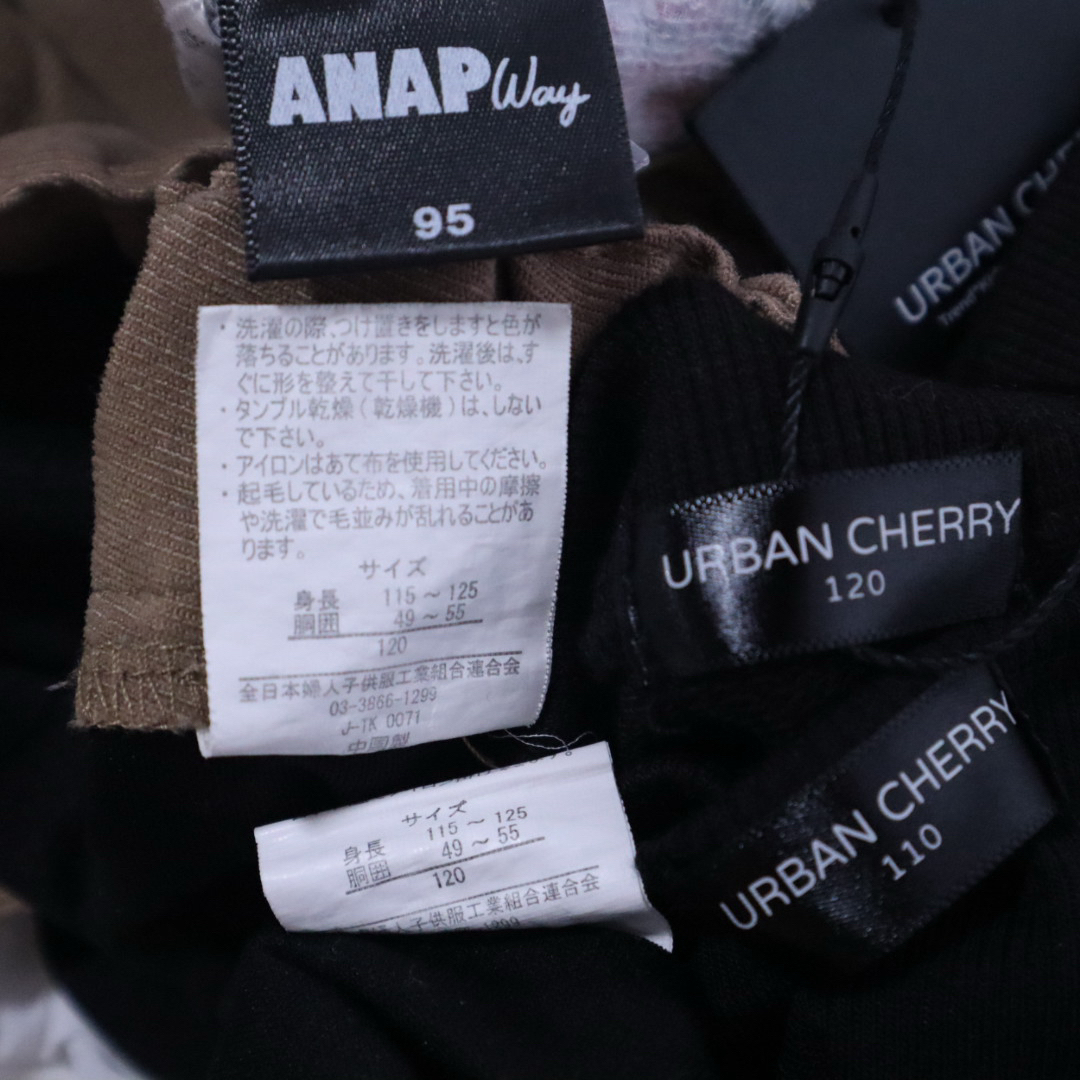 ANAP Way
95
・洗濯の際、つけ置きをしますと色が
落ちることがあります。洗濯後は、す
ぐに形を整えて干して下さい。
・タンブル乾燥(乾燥機)は、しない
で下さい。
・アイロンはあて布を使用してください。
・起毛しているため、着用中の摩擦
や洗濯で毛並みが乱れることがあ
ります。
サイズ
身長 115～125
胴囲 49～55
120
全日本婦人子供服工業組合連合会
03-3866-1299
J-TK 0071
中国製
サイズ
身長 115～125
胴囲 49～55
120
婦人子供服工業組合連合会
URBAN
URBAN CHERRY
120
URBAN CHERRY
110